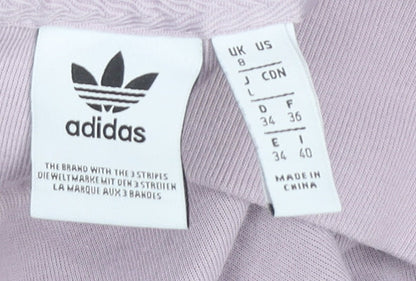 adidas
THE BRAND WITH THE 3 STRIPES
DIE WELTMARKE MIT DEN 3 STREIFEN
LA MARQUE AUX 3 BANDES
UK US
8
J CDN
L
D F
34 36
E I
34 40
MADE IN
CHINA